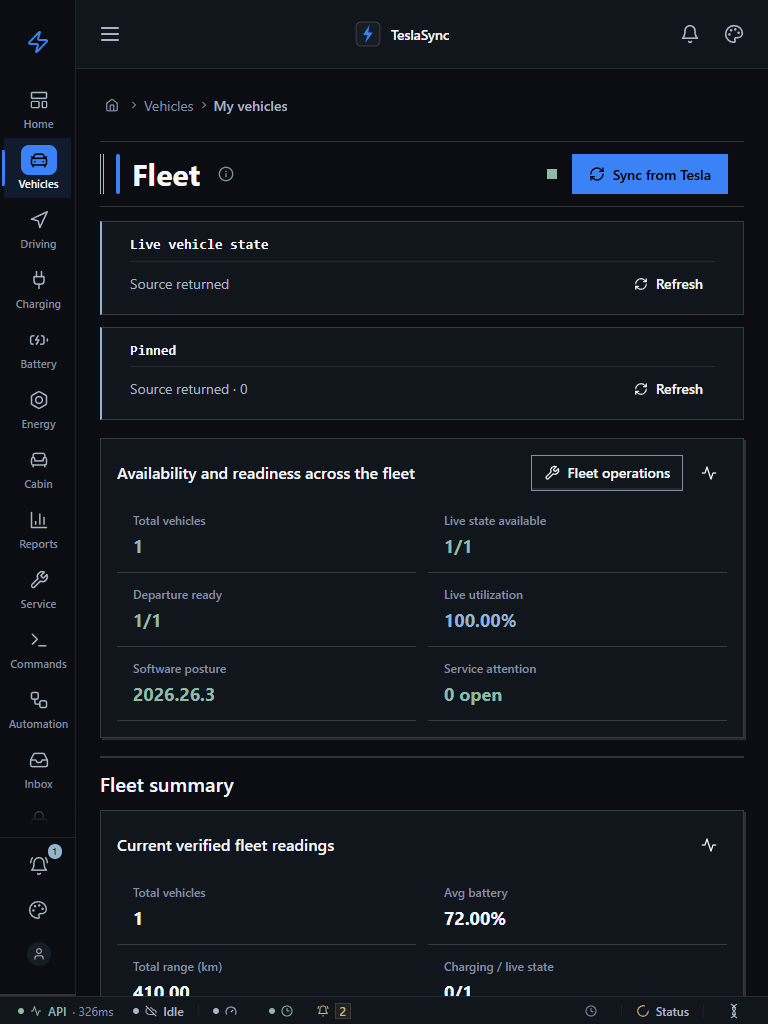 TeslaSync
Home
Vehicles
Driving
Charging
Battery
Energy
Cabin
Reports
Service
Commands
Automation
Inbox
1
Vehicles
My vehicles
Fleet
Sync from Tesla
Live vehicle state
Source returned
Refresh
Pinned
Source returned · 0
Refresh
Availability and readiness across the fleet
Fleet operations
Total vehicles
1
Live state available
1/1
Departure ready
1/1
Live utilization
100.00%
Software posture
2026.26.3
Service attention
0 open
Fleet summary
Current verified fleet readings
Total vehicles
1
Avg battery
72.00%
Total range (km)
410.00
Charging / live state
0/1
API · 326ms
Idle
2
Status